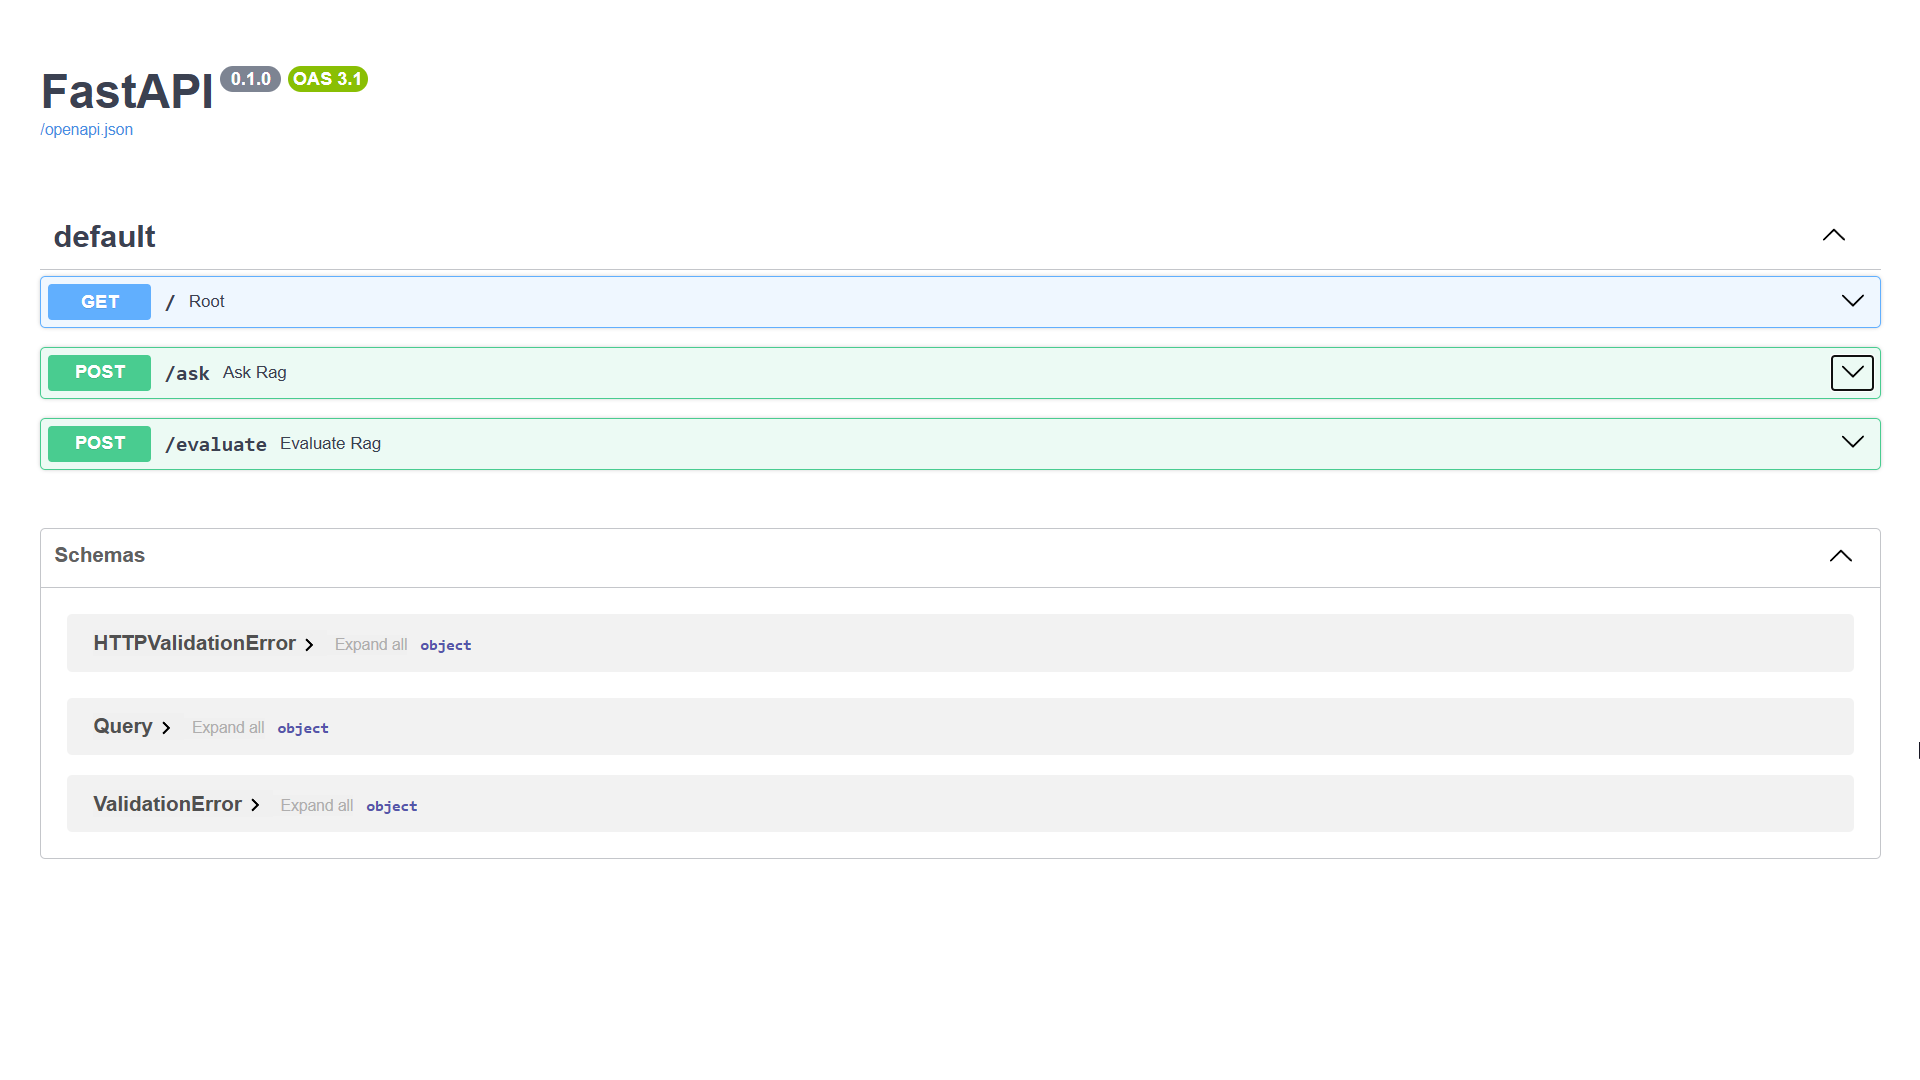 FastAPI 0.1.0 OAS 3.1
/openapi.json
default
GET / Root
POST /ask Ask Rag
POST /evaluate Evaluate Rag
Schemas
HTTPValidationError Expand all object
Query Expand all object
ValidationError Expand all object